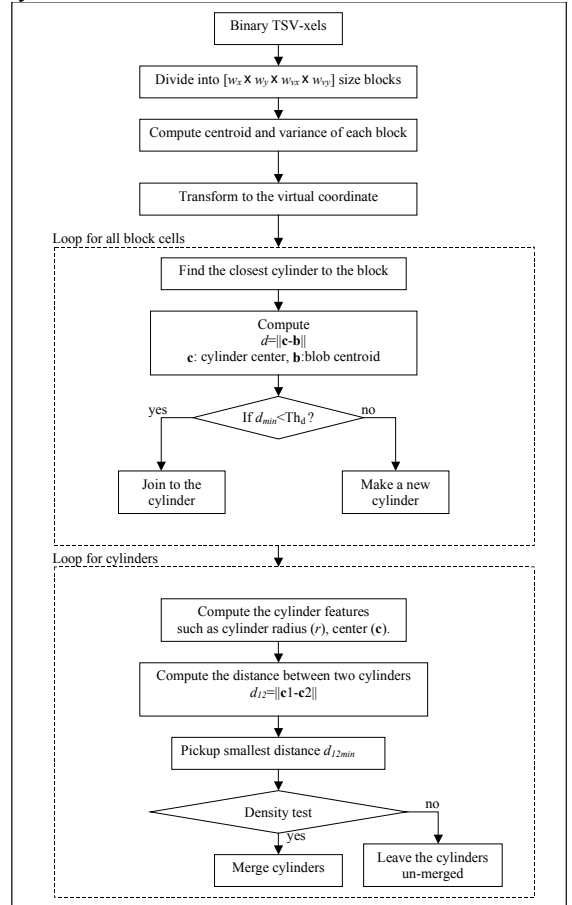 Binary TSV-xels
Divide into [wx x wy x wvx x wvy] size blocks
Compute centroid and variance of each block
Transform to the virtual coordinate
Loop for all block cells
Find the closest cylinder to the block
Compute
d=||c-b||
c: cylinder center, b:blob centroid
If dmin<Thd ?
yes
no
Join to the
cylinder
Make a new
cylinder
Loop for cylinders
Compute the cylinder features
such as cylinder radius (r), center (c).
Compute the distance between two cylinders
d12=||c1-c2||
Pickup smallest distance d12min
Density test
no
yes
Merge cylinders
Leave the cylinders
un-merged